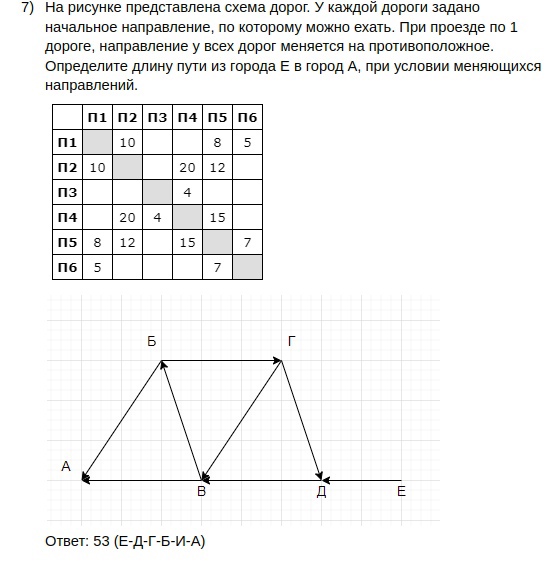 7) На рисунке представлена схема дорог. У каждой дороги задано
начальное направление, по которому можно ехать. При проезде по 1
дороге, направление у всех дорог меняется на противоположное.
Определите длину пути из города Е в город А, при условии меняющихся
направлений.
П1 П2 П3 П4 П5 П6
П1 10 8 5
П2 10 20 12
П3 4
П4 20 4 15
П5 8 12 15 7
П6 5 7
Б Г
А
В Д Е
Ответ: 53 (Е-Д-Г-Б-И-А)